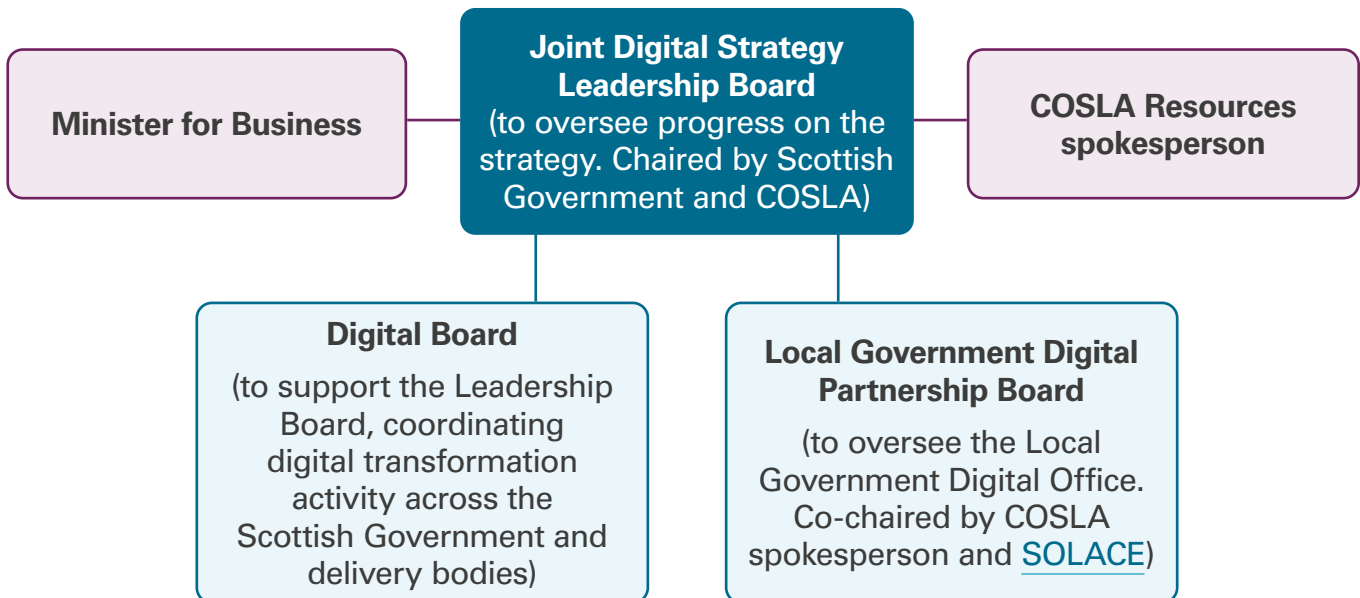 Minister for Business
Joint Digital Strategy
Leadership Board
(to oversee progress on the
strategy. Chaired by Scottish
Government and COSLA)
COSLA Resources
spokesperson
Digital Board
(to support the Leadership
Board, coordinating
digital transformation
activity across the
Scottish Government and
delivery bodies)
Local Government Digital
Partnership Board
(to oversee the Local
Government Digital Office.
Co-chaired by COSLA
spokesperson and SOLACE)